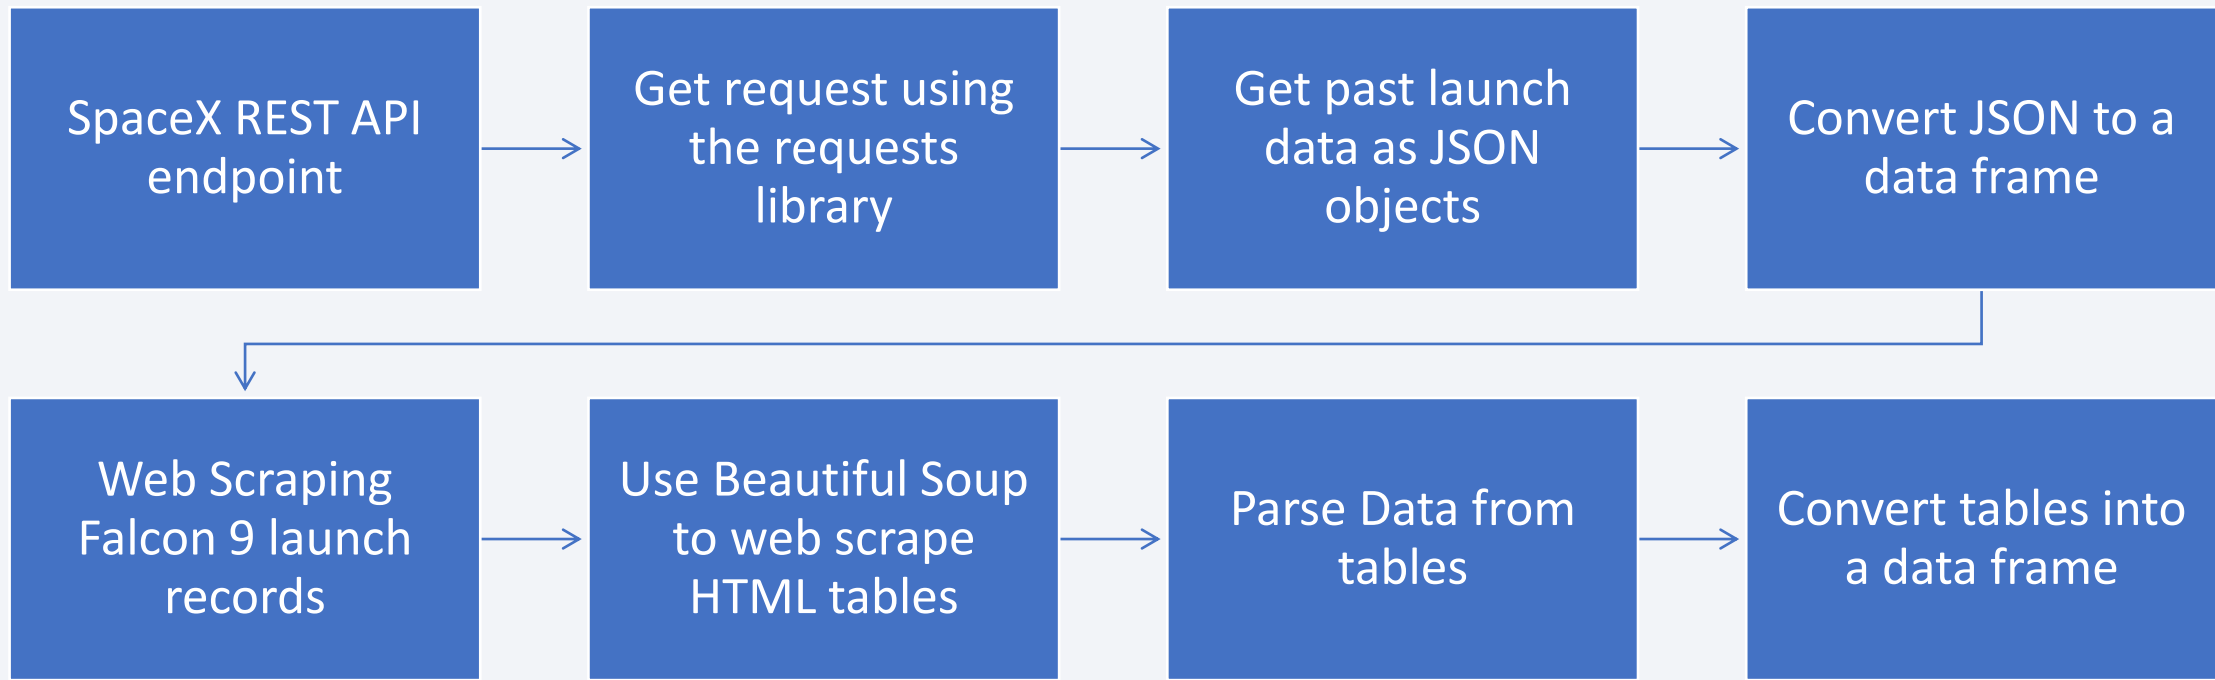 SpaceX REST API
endpoint
Get request using
the requests
library
Get past launch
data as JSON
objects
Convert JSON to a
data frame
Web Scraping
Falcon 9 launch
records
Use Beautiful Soup
to web scrape
HTML tables
Parse Data from
tables
Convert tables into
a data frame